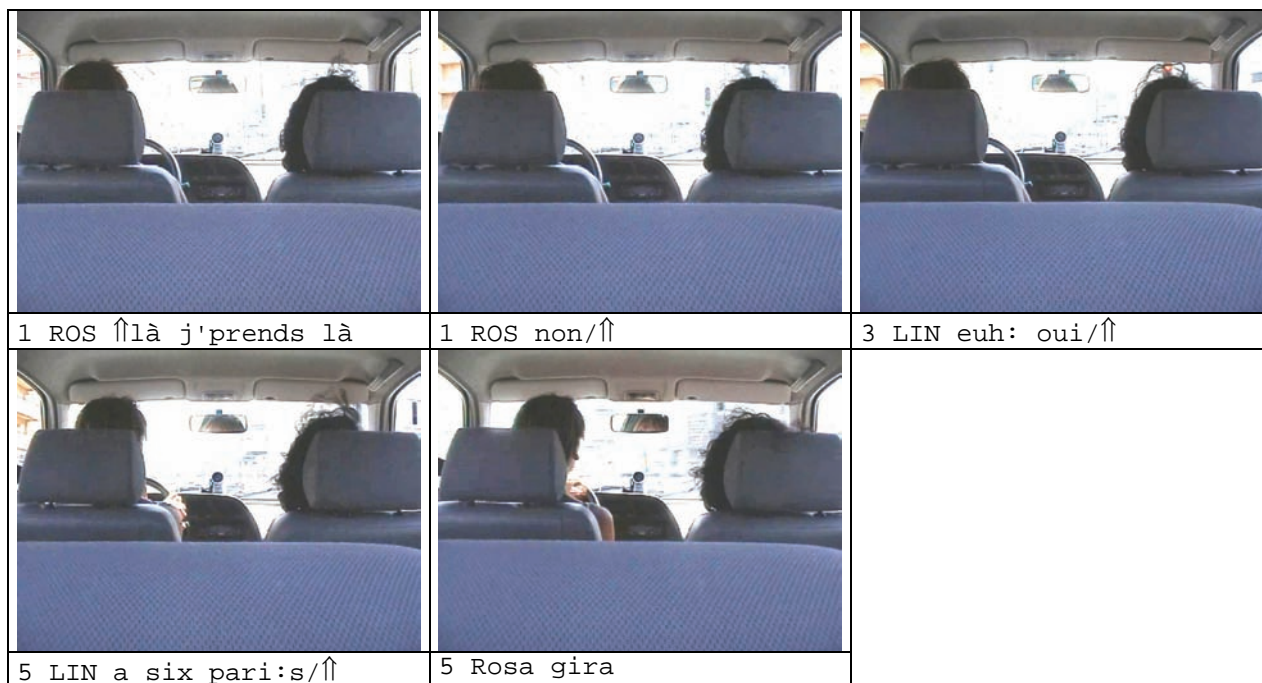 1 ROS ⇑là j'prends là
1 ROS non/⇑
3 LIN euh: oui/⇑
5 LIN a six pari:s/⇑
5 Rosa gira